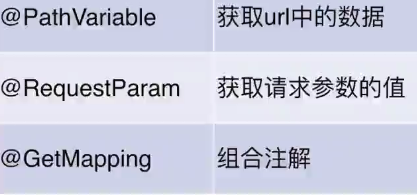 @PathVariable 获取url中的数据
@RequestParam 获取请求参数的值
@GetMapping 组合注解